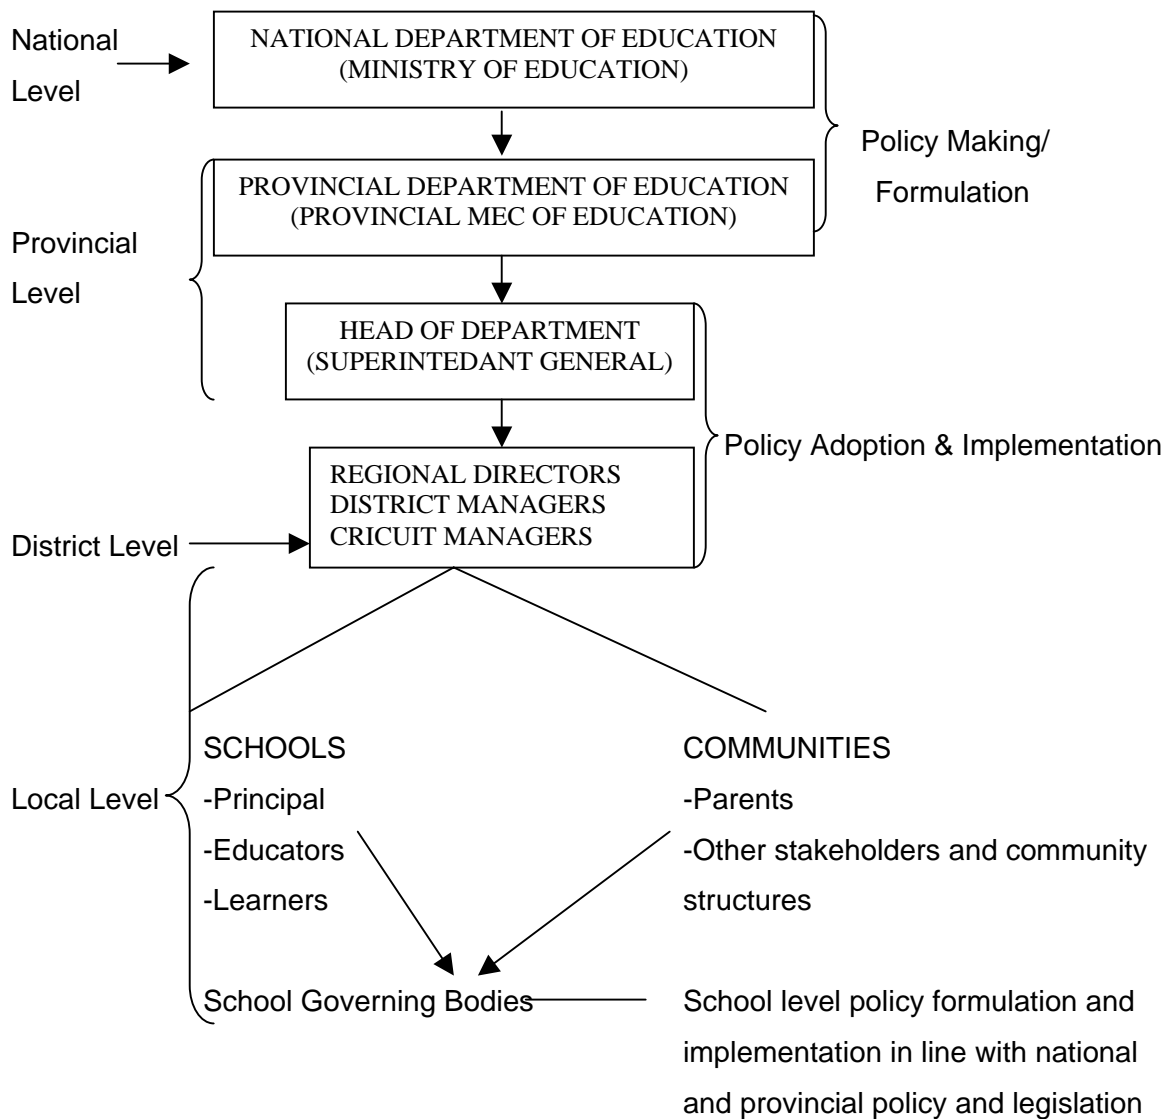 National
Level
NATIONAL DEPARTMENT OF EDUCATION
(MINISTRY OF EDUCATION)
Policy Making/
Formulation
PROVINCIAL DEPARTMENT OF EDUCATION
(PROVINCIAL MEC OF EDUCATION)
Provincial
Level
HEAD OF DEPARTMENT
(SUPERINTEDANT GENERAL)
Policy Adoption & Implementation
REGIONAL DIRECTORS
DISTRICT MANAGERS
CRICUIT MANAGERS
District Level
Local Level
SCHOOLS
-Principal
-Educators
-Learners
COMMUNITIES
-Parents
-Other stakeholders and community
structures
School Governing Bodies
School level policy formulation and
implementation in line with national
and provincial policy and legislation